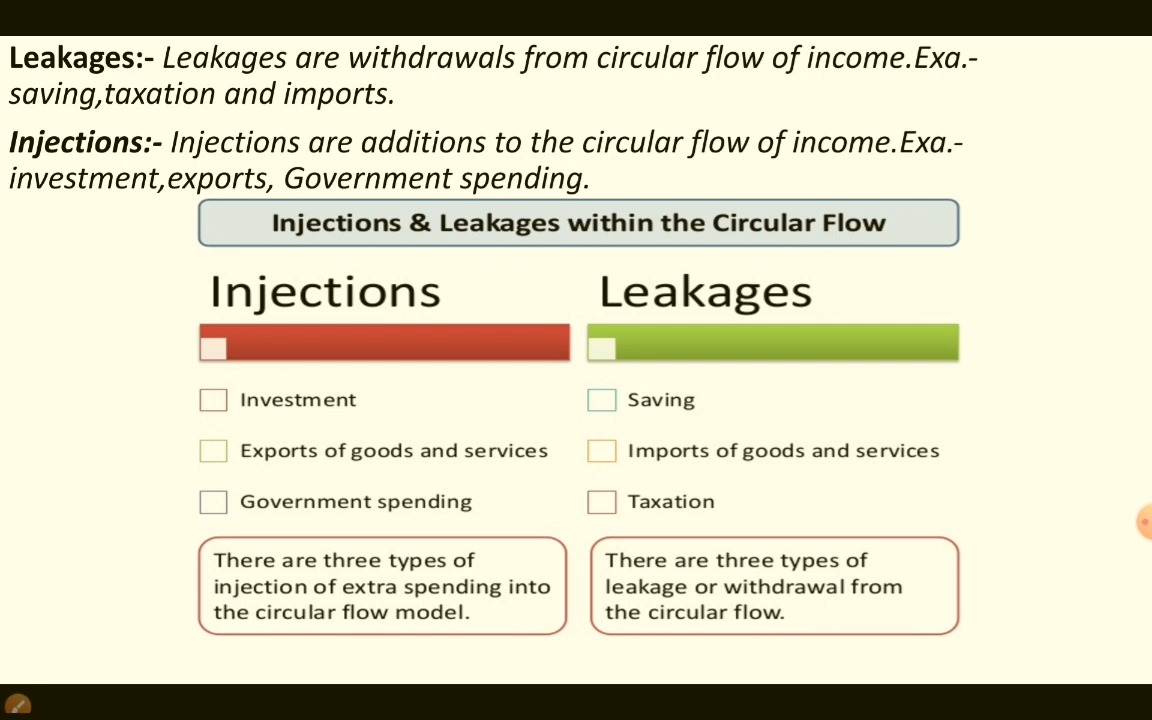 Leakages:- Leakages are withdrawals from circular flow of income.Exa.-
saving,taxation and imports.
Injections:- Injections are additions to the circular flow of income.Exa.-
investment,exports, Government spending.
Injections & Leakages within the Circular Flow
Injections
Investment
Exports of goods and services
Government spending
There are three types of
injection of extra spending into
the circular flow model.
Leakages
Saving
Imports of goods and services
Taxation
There are three types of
leakage or withdrawal from
the circular flow.